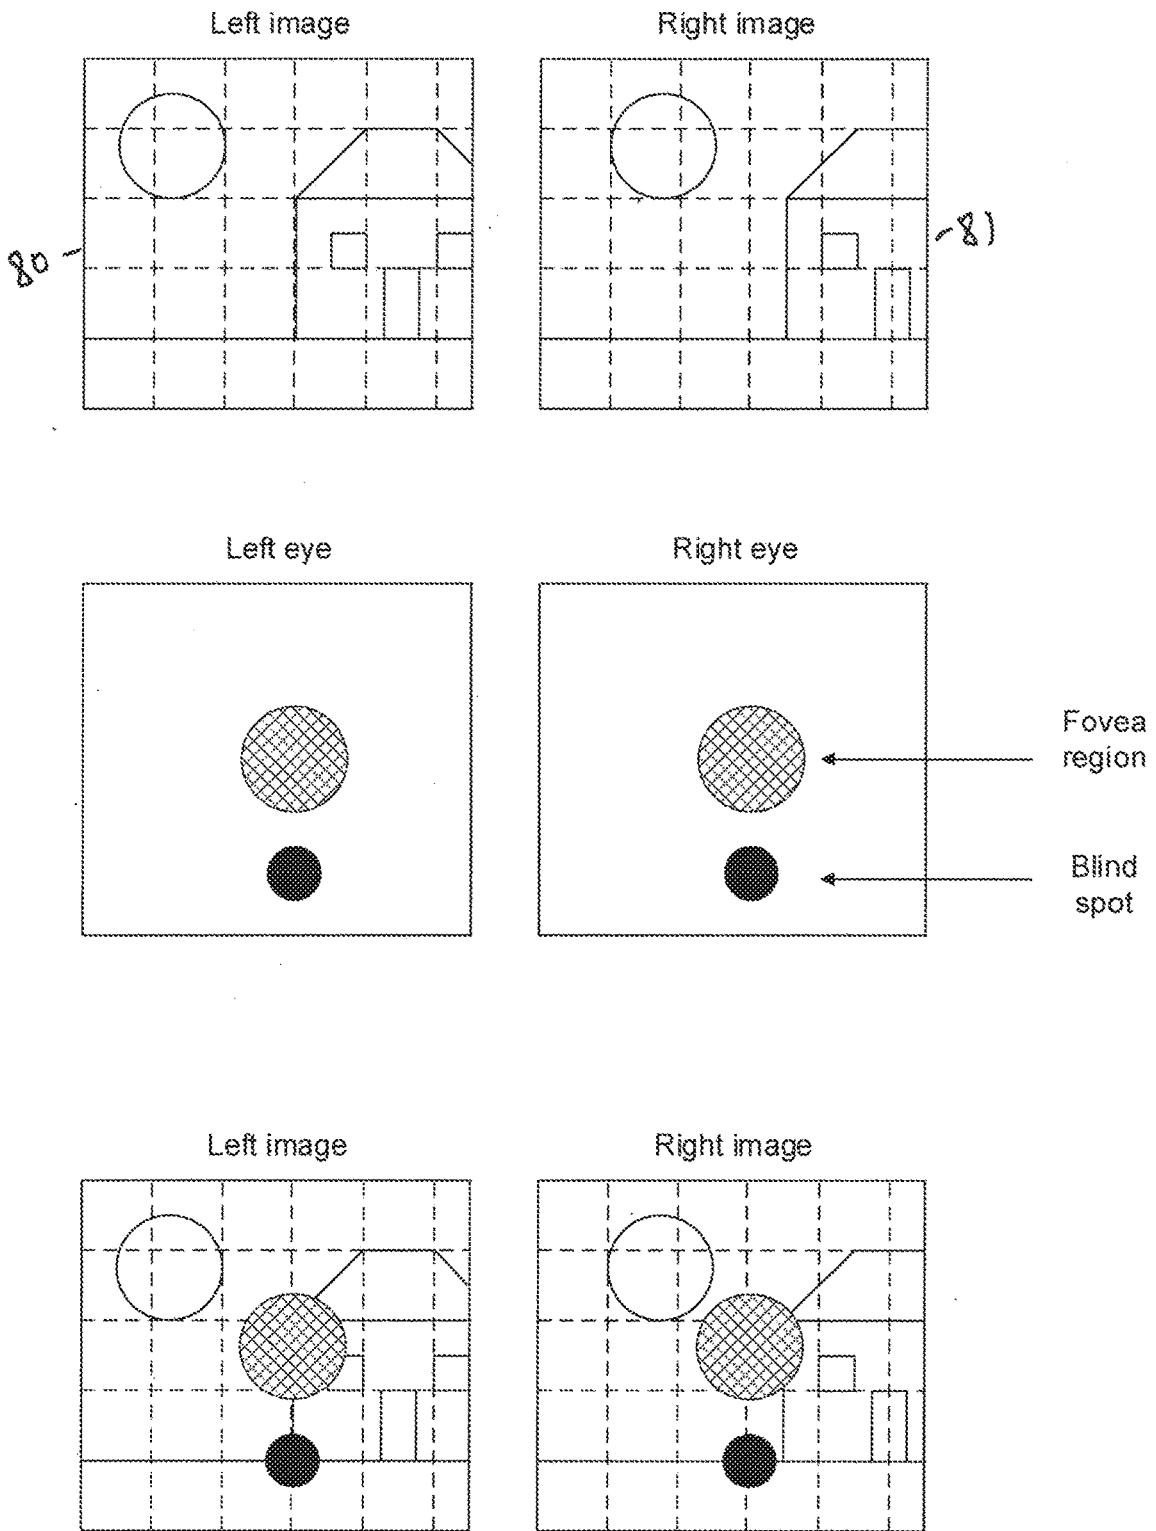 Left image
Right image
80
81
Left eye
Right eye
Fovea
region
Blind
spot
Left image
Right image